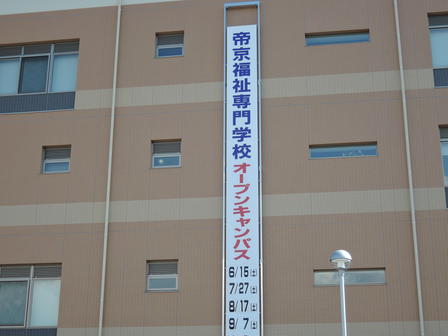 帝京福祉専門学校
オープンキャンパス
6/15(土)
7/27(土)
8/17(土)
9/ 7(土)